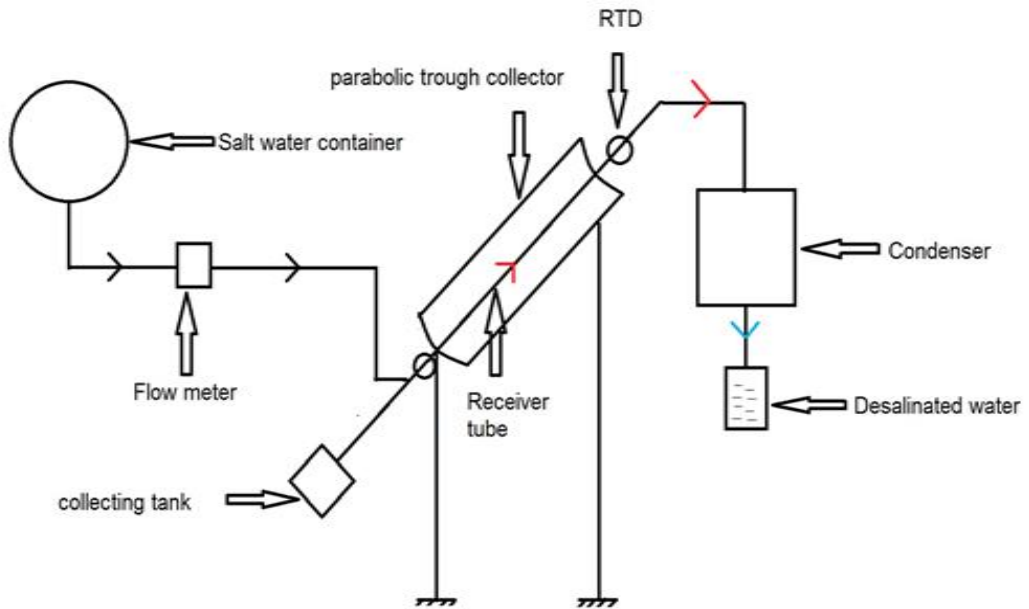 RTD
parabolic trough collector
Salt water container
Condenser
Flow meter
Receiver
tube
Desalinated water
collecting tank